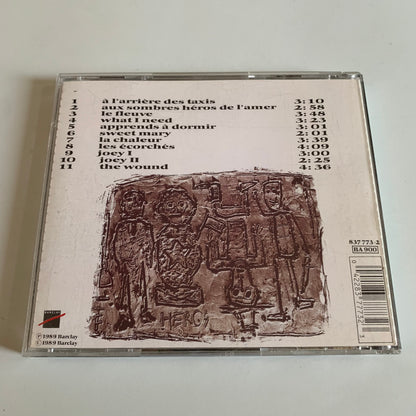 1 à l'arrière des taxis 3:10
2 aux sombres héros de l'amer 2:58
3 le fleuve 3:48
4 what I need 3:23
5 apprends à dormir 2:01
6 sweet mary 2:01
7 la chaleur 3:39
8 les écorchés 4:09
9 joey I 3:00
10 joey II 2:25
11 the wound 4:36
837 773-2
BA 900
BARCLAY
℗ 1989 Barclay
© 1989 Barclay